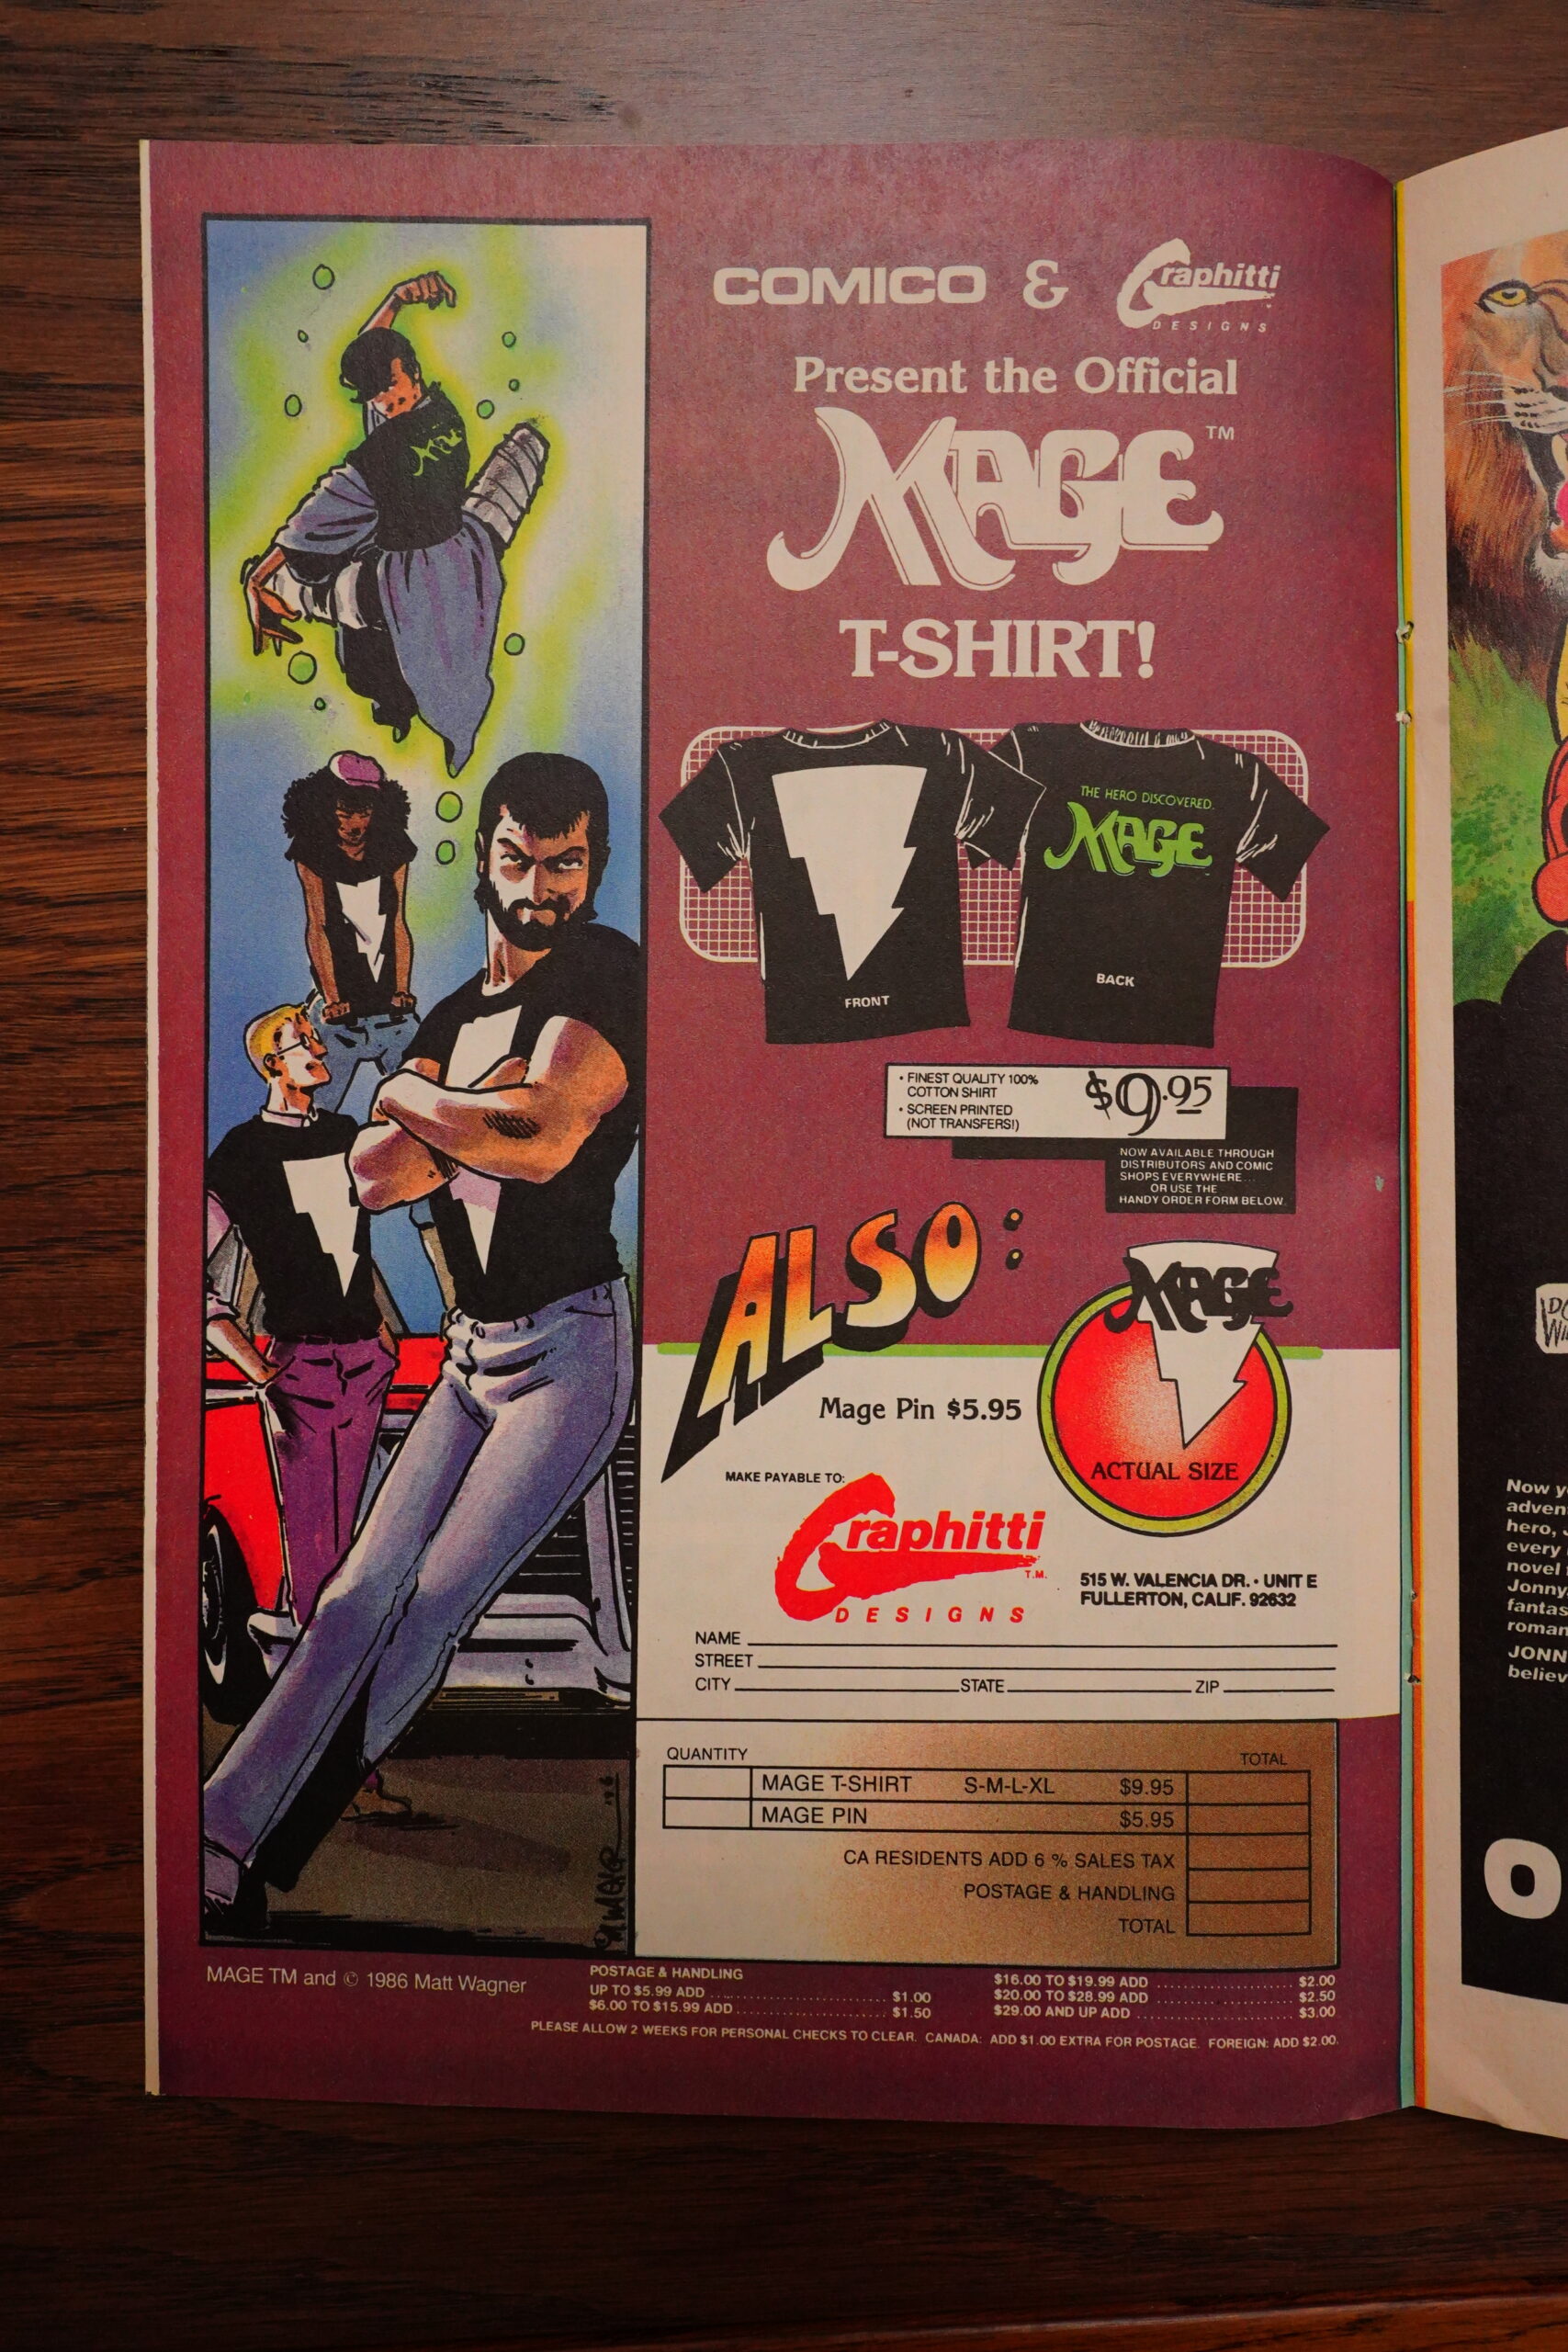 COMICO & Graphitti
DESIGNS
Present the Official
MAGE™
T-SHIRT!
THE HERO DISCOVERED.
MAGE
FRONT
BACK
• FINEST QUALITY 100%
COTTON SHIRT
• SCREEN PRINTED
(NOT TRANSFERS!)
$9.95
NOW AVAILABLE THROUGH
DISTRIBUTORS AND COMIC
SHOPS EVERYWHERE...
OR USE THE
HANDY ORDER FORM BELOW.
ALSO:
MAGE
Mage Pin $5.95
ACTUAL SIZE
MAKE PAYABLE TO:
Graphitti
T.M.
DESIGNS
515 W. VALENCIA DR. • UNIT E
FULLERTON, CALIF. 92632
NAME
STREET
CITY STATE ZIP
QUANTITY TOTAL
MAGE T-SHIRT S-M-L-XL $9.95
MAGE PIN $5.95
CA RESIDENTS ADD 6 % SALES TAX
POSTAGE & HANDLING
TOTAL
MAGE TM and © 1986 Matt Wagner
POSTAGE & HANDLING
UP TO $5.99 ADD $1.00
$6.00 TO $15.99 ADD $1.50
$16.00 TO $19.99 ADD $2.00
$20.00 TO $28.99 ADD $2.50
$29.00 AND UP ADD $3.00
PLEASE ALLOW 2 WEEKS FOR PERSONAL CHECKS TO CLEAR. CANADA: ADD $1.00 EXTRA FOR POSTAGE. FOREIGN: ADD $2.00.
Now
hero,
every
novel
JONN
O